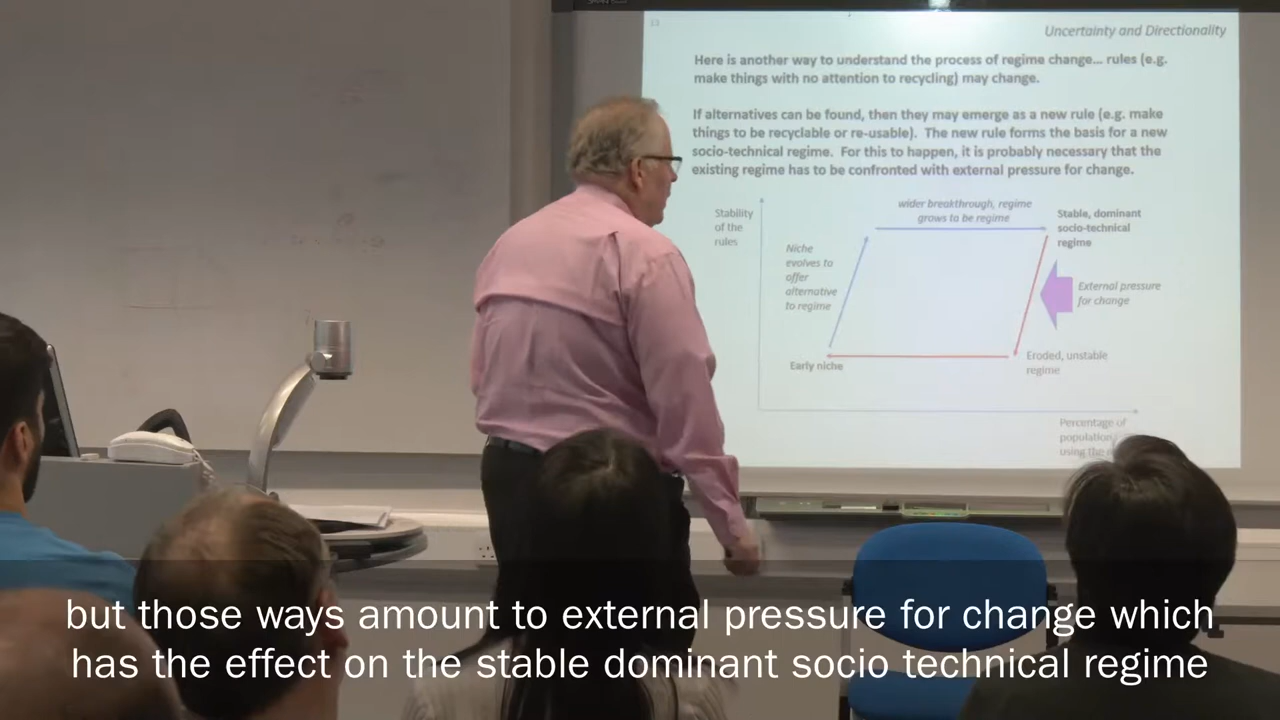 Uncertainty and Directionality
Here is another way to understand the process of regime change... rules (e.g.
make things with no attention to recycling) may change.
If alternatives can be found, then they may emerge as a new rule (e.g. make
things to be recyclable or re-usable). The new rule forms the basis for a new
socio-technical regime. For this to happen, it is probably necessary that the
existing regime has to be confronted with external pressure for change.
Stability
of the
rules
wider breakthrough, regime
grows to be regime
Stable, dominant
socio-technical
regime
Niche
evolves to
offer
alternative
to regime
External pressure
for change
Early niche
Eroded, unstable
regime
Percentage of
population
using the
but those ways amount to external pressure for change which
has the effect on the stable dominant socio technical regime